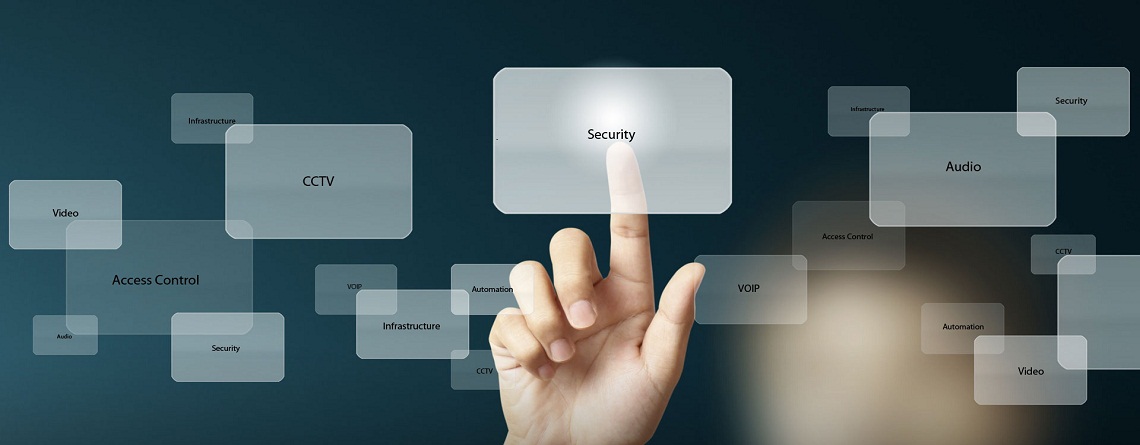 Infrastructure
CCTV
Video
Access Control
Audio
Security
VOIP
Infrastructure
Automation
CCTV
Security
VOIP
Infrastructure
Security
Audio
Access Control
CCTV
Automation
Video